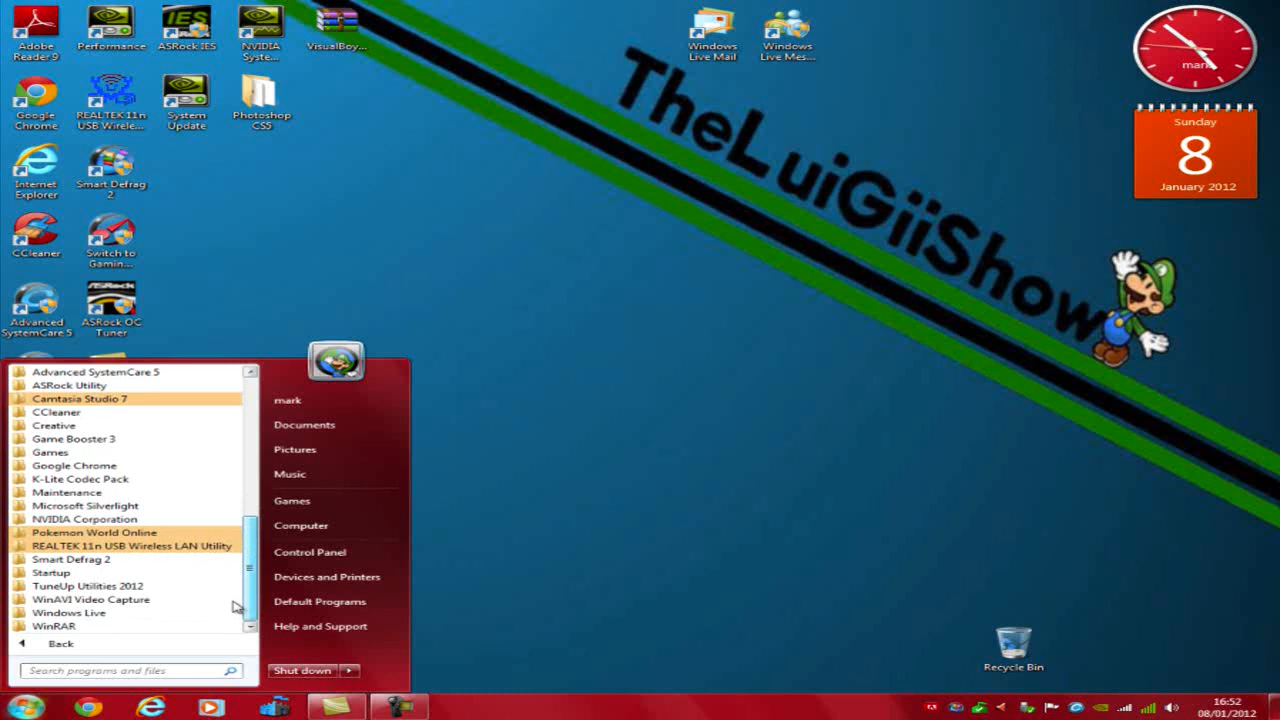 Adobe
Reader 9
Performance
ASRock IES
NVIDIA
Syste...
VisualBoy...
Windows
Live Mail
Windows
Live Mes...
mark
Google
Chrome
REALTEK 11n
USB Wirele...
System
Update
Photoshop
CS5
Sunday
8
January 2012
Internet
Explorer
Smart Defrag
2
TheLuiGiiShow
CCleaner
Switch to
Gamin...
Advanced
SystemCare 5
ASRock
ASRock OC
Tuner
Advanced SystemCare 5
ASRock Utility
Camtasia Studio 7
CCleaner
Creative
Game Booster 3
Games
Google Chrome
K-Lite Codec Pack
Maintenance
Microsoft Silverlight
NVIDIA Corporation
Pokemon World Online
REALTEK 11n USB Wireless LAN Utility
Smart Defrag 2
Startup
TuneUp Utilities 2012
WinAVI Video Capture
Windows Live
WinRAR
Back
Search programs and files
mark
Documents
Pictures
Music
Games
Computer
Control Panel
Devices and Printers
Default Programs
Help and Support
Shut down
Recycle Bin
16:52
08/01/2012